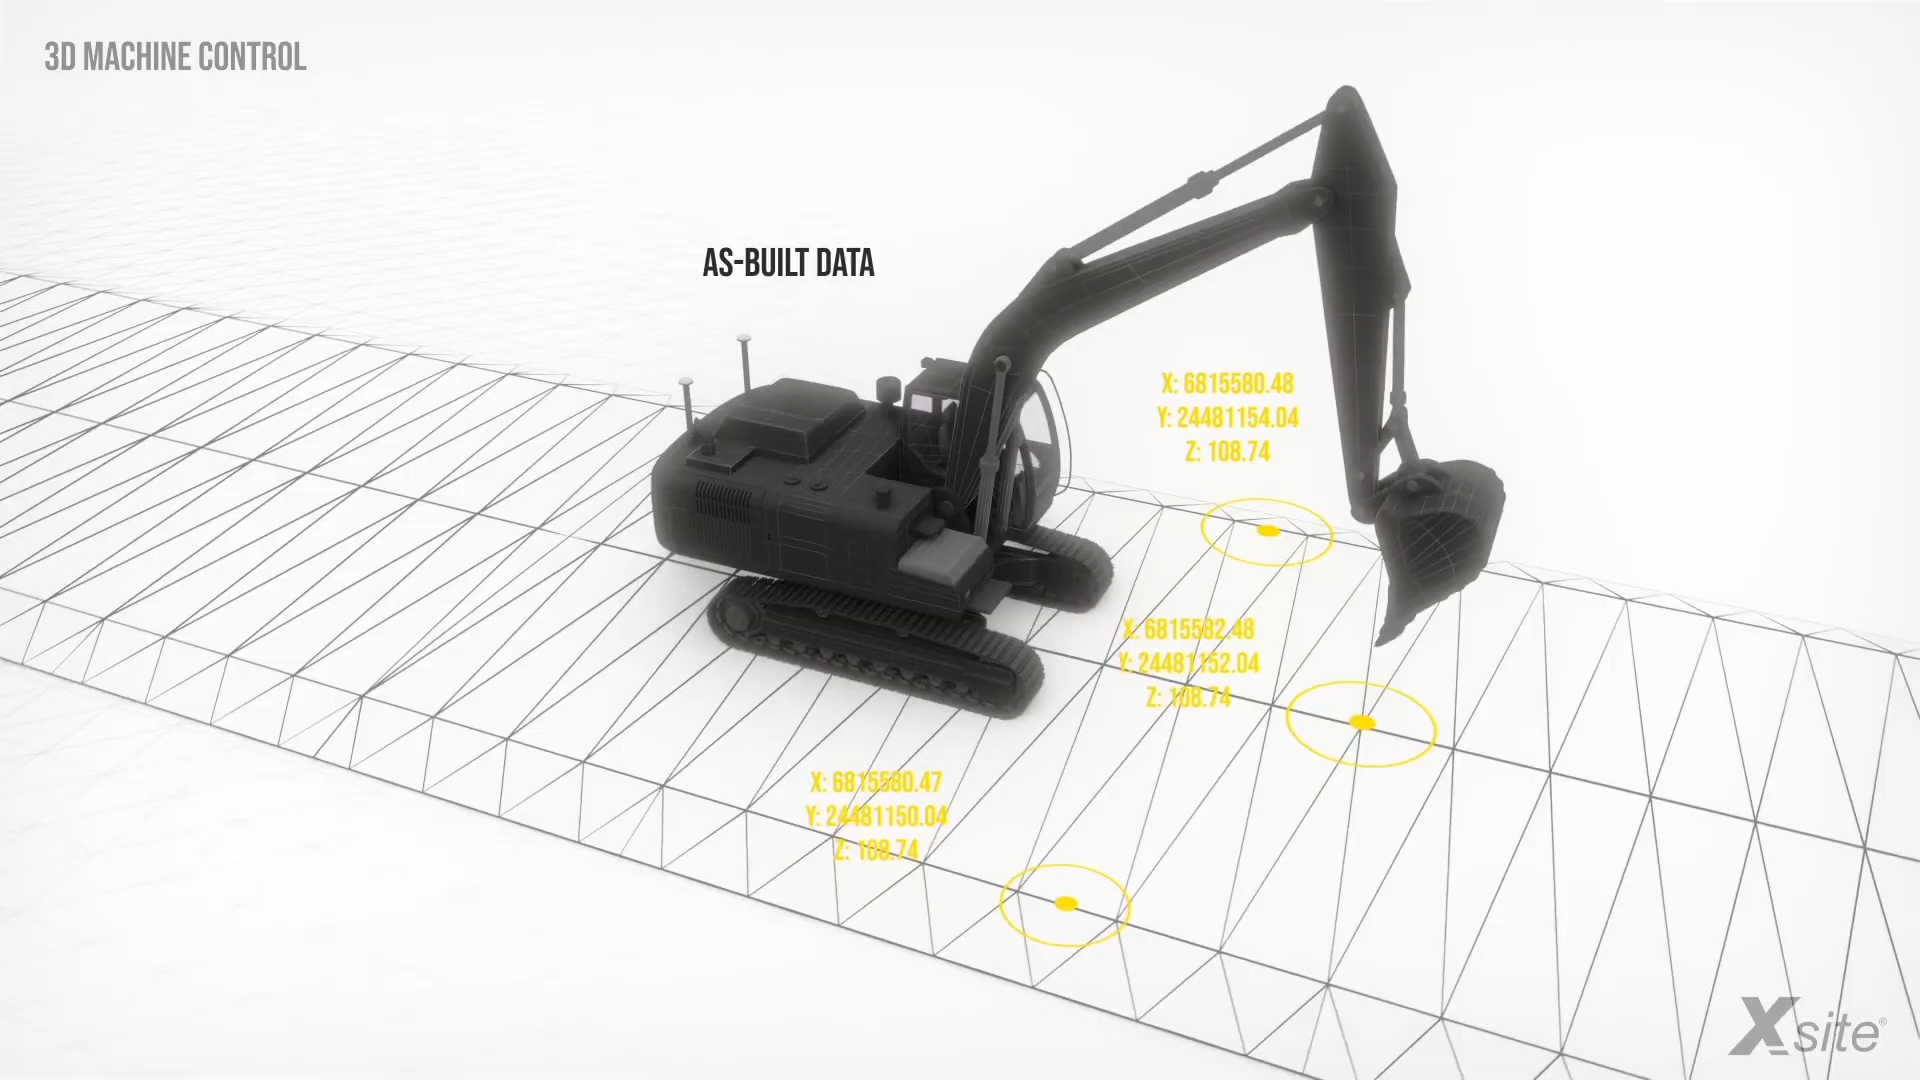 3D MACHINE CONTROL
AS-BUILT DATA
X: 6815580.48
Y: 24481154.04
Z: 108.74
X: 6815582.48
Y: 24481152.04
Z: 108.74
X: 6815580.47
Y: 24481150.04
Z: 108.74
Xsite®